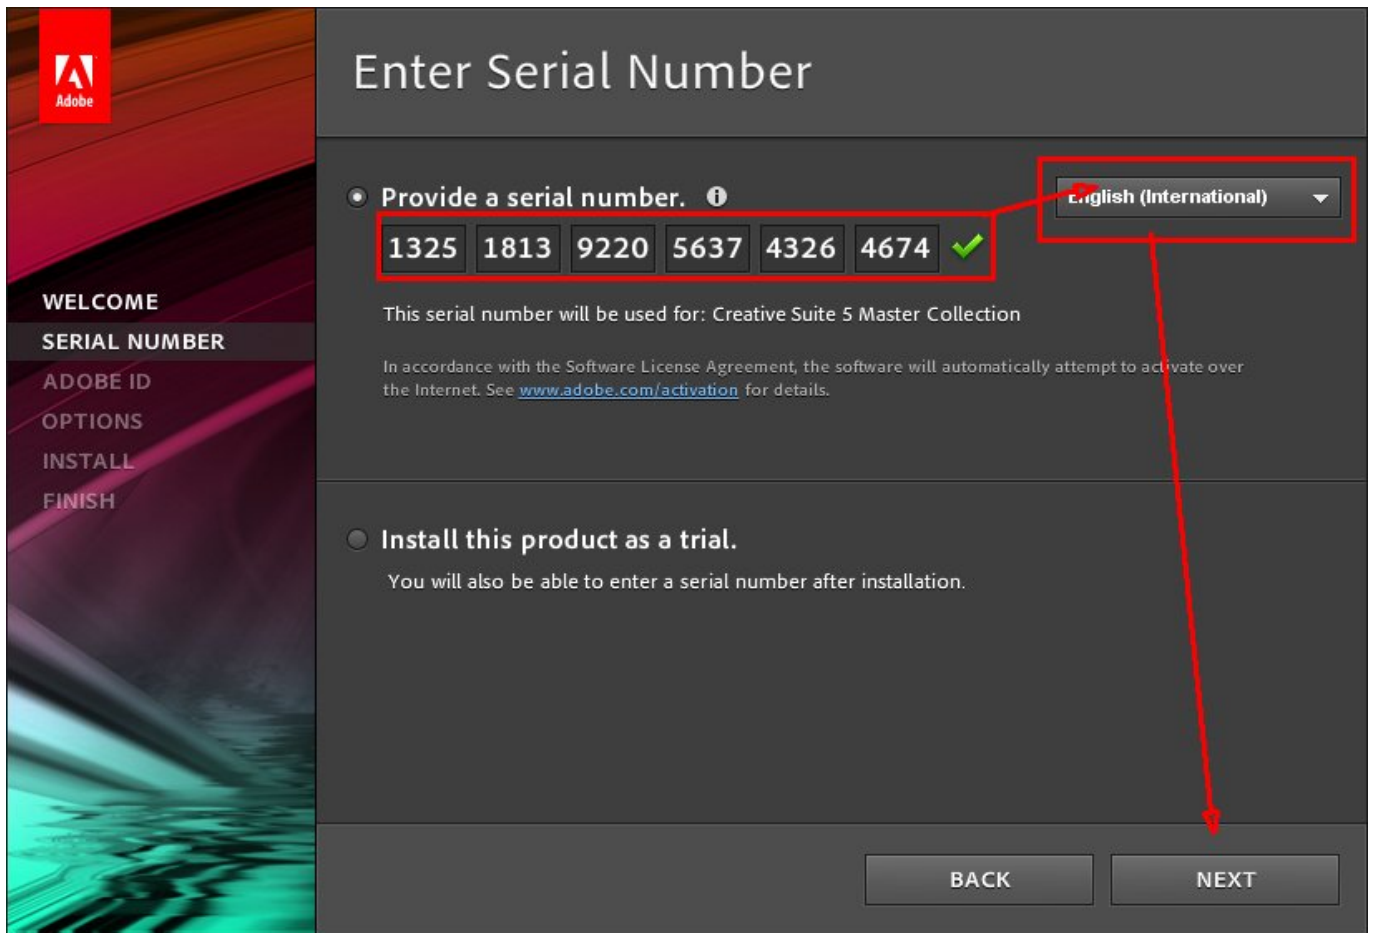 Adobe
Enter Serial Number
Provide a serial number.
English (International)
1325 1813 9220 5637 4326 4674
This serial number will be used for: Creative Suite 5 Master Collection
In accordance with the Software License Agreement, the software will automatically attempt to activate over
the Internet. See www.adobe.com/activation for details.
WELCOME
SERIAL NUMBER
ADOBE ID
OPTIONS
INSTALL
FINISH
Install this product as a trial.
You will also be able to enter a serial number after installation.
BACK
NEXT